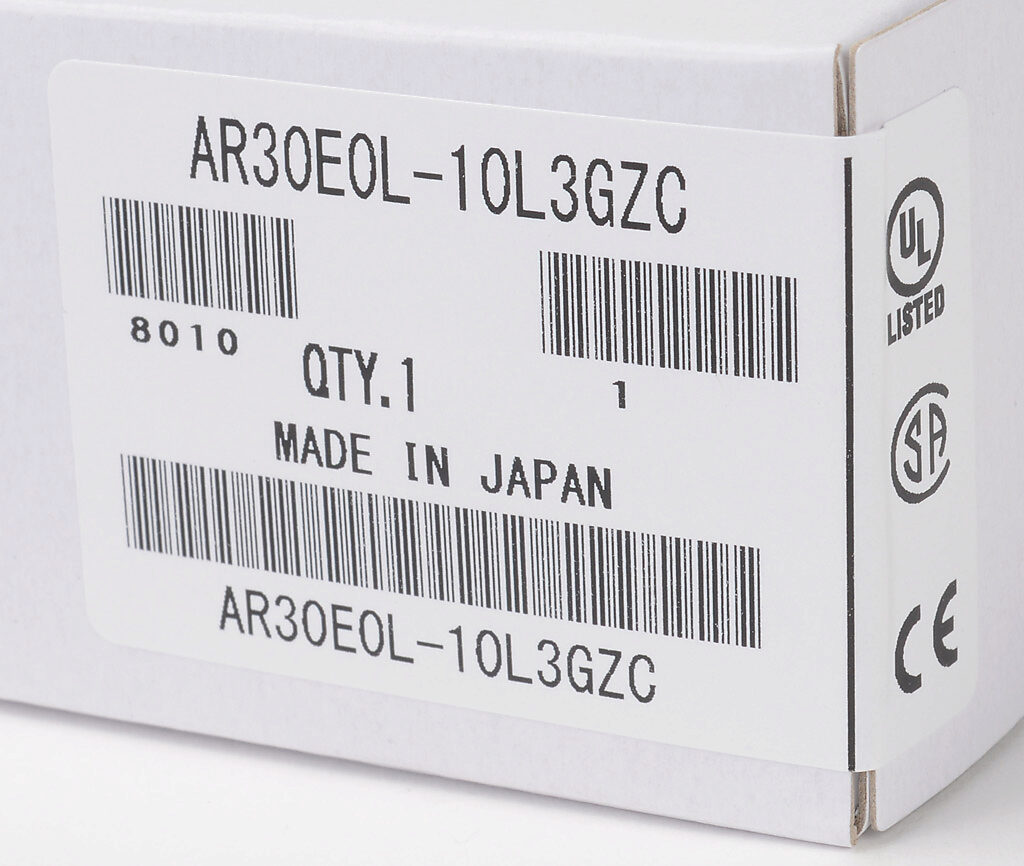 AR30E0L-10L3GZC
8010
1
QTY.1
MADE IN JAPAN
AR30E0L-10L3GZC
UL
LISTED
SA
CE